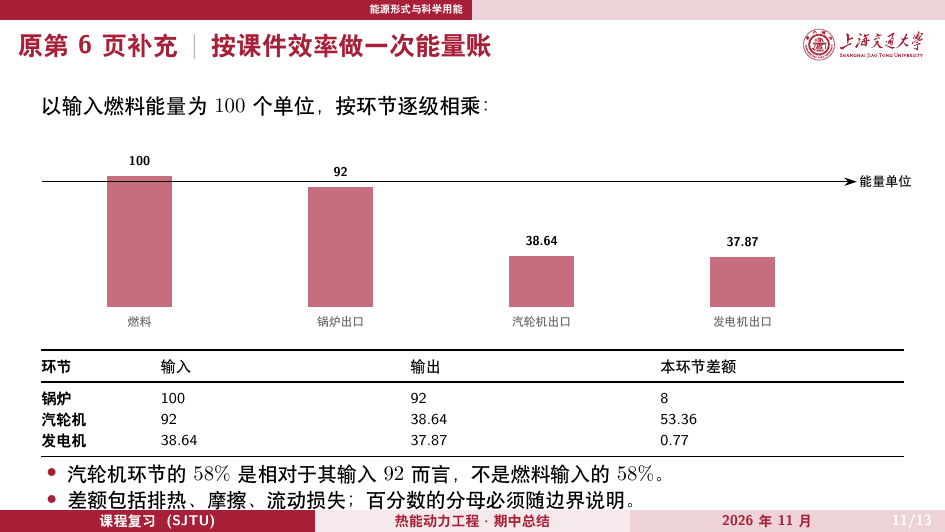 能源形式与科学用能
原第 6 页补充 | 按课件效率做一次能量账
上海交通大学
SHANGHAI JIAO TONG UNIVERSITY
以输入燃料能量为 100 个单位，按环节逐级相乘：
100
92
能量单位
38.64
37.87
燃料
锅炉出口
汽轮机出口
发电机出口
环节 输入 输出 本环节差额
锅炉 100 92 8
汽轮机 92 38.64 53.36
发电机 38.64 37.87 0.77
• 汽轮机环节的 58% 是相对于其输入 92 而言，不是燃料输入的 58%。
• 差额包括排热、摩擦、流动损失；百分数的分母必须随边界说明。
课程复习 (SJTU) 热能动力工程 · 期中总结 2026 年 11 月 11/13